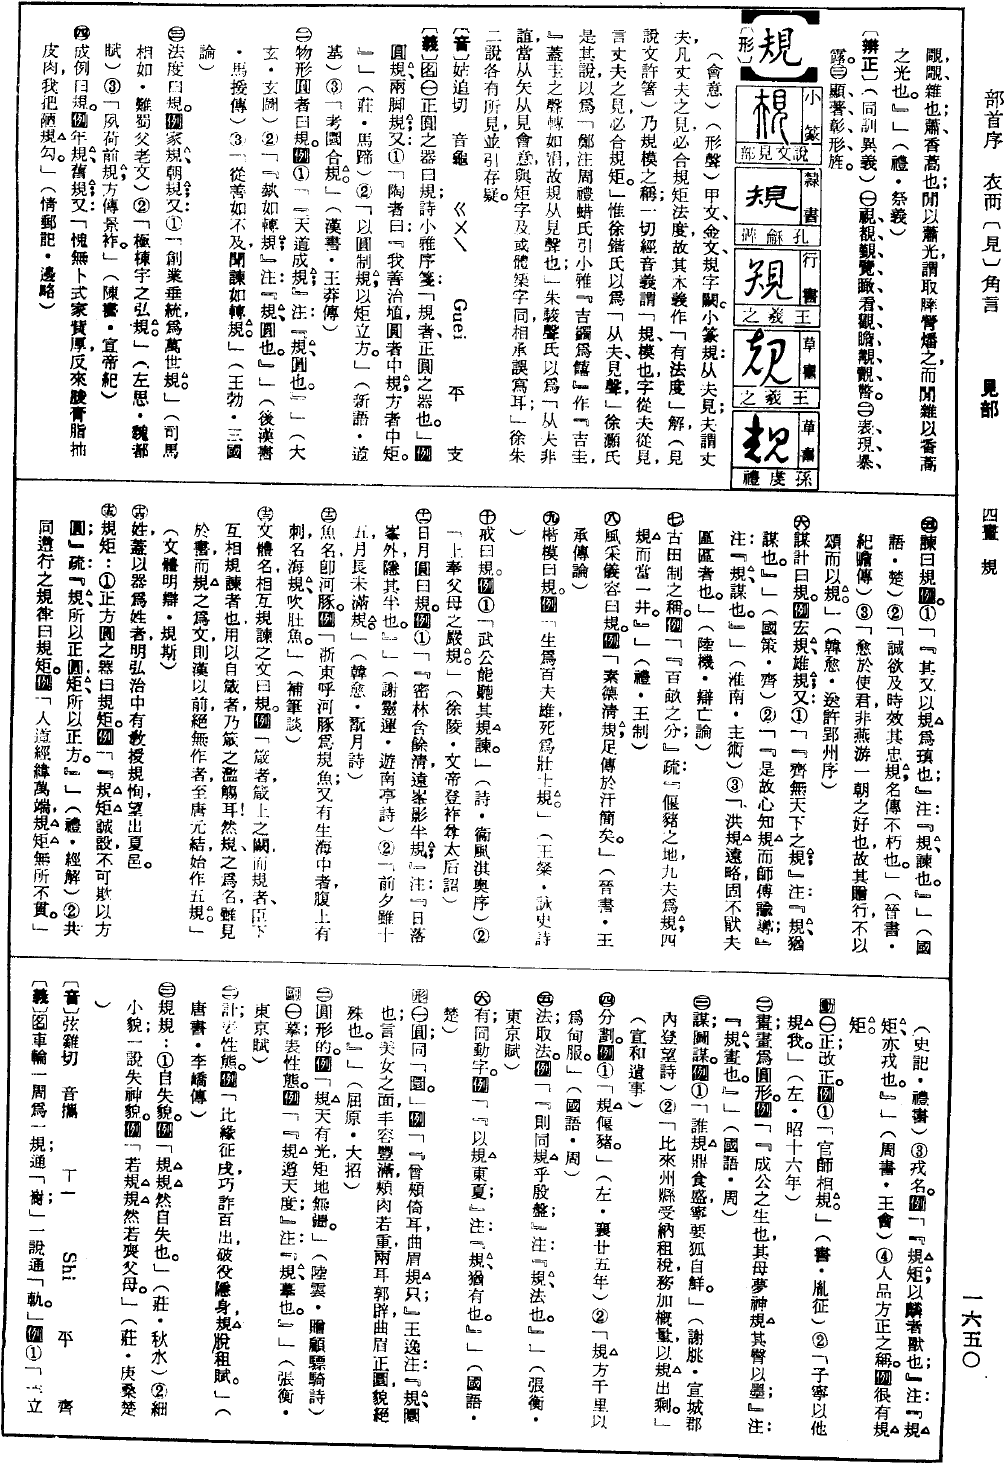 部首序　衣而〔見〕角言　見部　四畫　規　一六五〇
覸覸雜也蕭香蒿也聞以蕭光謂取膟膋燔之而聞雜以香蒿
之光也。』」（禮・祭義）
〔辨正〕（同訓異義）㊀視、覩、觀、覽、瞰、看、觀、瞻、覯、觀、瞥、㊁表、現、暴、
露。㊂顯、著、彰、形、旌。
規
〔形〕
小篆　說文見部
隸書　孔龢碑
行書　王羲之
草書　王羲之
草書　孫虔禮
（會意）（形聲）甲文、金文規字闕。小篆規：从夫見；夫謂丈
夫，凡丈夫之見必合規矩法度，故其本義作「有法度」解（見
說文許箸）乃規模之稱；一切經音義謂「規，模也，字從夫從見，
言丈夫之見必合規矩。」惟徐鍇氏以爲「从夫見聲」，徐灝氏
是其說，以爲「鄭注周禮蜡氏引小雅『吉蠲爲饎』作『吉圭
』，蓋圭之聲轉如涓，故規从見聲也」朱駿聲氏以爲「从夫非
誼，當从矢从見會意，與矩字及或體榘字同，相承誤寫耳」徐朱
二說各有所見，並引存疑。
〔音〕姑追切　音龜　ㄍㄨㄟ　Guei　平　支
〔義〕图㊀正圓之器曰規，詩小雅序箋：「規者，正圓之器也。」例
圓規，兩脚規；又①「陶者曰：『我善治埴，圓者中規，方者中矩。
』」（莊・馬蹄）②「以圓制規，以矩立方。」（新語・道
基）③「考圜合規。」（漢書・王莽傳）
㊁物形圓者曰規。例①「『天道成規』注：『規，圓也。』」（大
玄・玄圖）②「『欻如轉規。』注：『規，圓也。』」（後漢書
・馬援傳）③「從善如不及，聞諫如轉規。」（王勃・三國
論）
㊂法度曰規。例家規，朝規；又①「創業垂統，爲萬世規。」（司馬
相如・難蜀父老文）②「極棟宇之弘規。」（左思・魏都
賦）③「夙荷前規，方傳景祚。」（陳書・宣帝紀）
㊃成例曰規。例年規，舊規；又「愧無卜式家貲厚，反來朘膏脂抽
皮肉，我把陋規勾。」（情郵記・邊略）
㊄諫曰規。例①「『其又以規爲瑱也』注：『規，諫也。』」（國
語・楚）②「誠欲及時效其忠規，名傳不朽也。」（晉書・
紀瞻傳）③「愈於使君，非燕游一朝之好也，故其贈行，不以
頌而以規。」（韓愈・送許郢州序）
㊅謀計曰規。例宏規，雄規；又①「『齊無天下之規』注：『規，猶
謀也。』」（國策・齊）②「『是故心知規而師傅諭導』
注：『規，謀也。』」（淮南・主術）③「洪規遠略，固不猒夫
區區者也。」（陸機・辯亡論）
㊆古田制之稱。例「『百畝之分』疏：『偃豬之地，九夫爲規，四
規而當一井。』」（禮・王制）
㊇風采儀容曰規。例「素德清規，足傳於汗簡矣。」（晉書・王
承傳論）
㊈楷模曰規。例「生爲百夫雄，死爲壯士規。」（王粲・詠史詩
）
㊉戒曰規。例①「武公能聽其規諫。」（詩・衞風淇奧序）②
「上奉父母之嚴規。」（徐陵・文帝登祚尊太后詔
㊉㊀日月圓曰規。例①「『密林含餘清，遠峯影半規。』注：『日落
峯外，隱其半也。』」（謝靈運・遊南亭詩）②「前夕雖十
五，月長未滿規。」（韓愈・翫月詩）
㊉㊁魚名，卽河豚。例「浙東呼河豚爲規魚；又有生海中者，腹上有
刺，名海規，吹肚魚。」（補筆談）
㊉㊂文體名，相互規諫之文曰規。例「箴者，箴上之闕，而規者，臣下
互相規諫者也；用以自箴者，乃箴之濫觴耳！然規之爲名，雖見
於書，而規之爲文，則漢以前絕無作者，至唐元結始作五規。」
（文體明辯・規斯）
㊉㊃姓，蓋以器爲姓者，明弘治中有敎授規恂，望出夏邑。
㊉㊄規矩：①正方圓之器曰規矩。例「『規矩誠設，不可欺以方
圓』疏：『規所以正圓，矩所以正方。』」（禮・經解）②共
同遵行之規律曰規矩。例「人道經緯萬端，規矩無所不貫。」
（史記・禮書）③戎名。例「『規矩以麟者，獸也』注：『規
矩，亦戎也。』」（周書・王會）④人品方正之稱。例很有規
矩。
動㊀正；改正。例①「官師相規。」（書・胤征）②「子寧以他
規我。」（左・昭十六年）
㊁畫；畫爲圓形。例「『成公之生也，其母夢神規其臀以墨』注：
『規，畫也。』」（國語・周）
㊂謀；圖謀。例①「誰規鼎食盛，寧要狐白鮮。」（謝朓・宣城郡
內登望詩）②「比來州縣受納租稅，務加槪量，以規出剩。」
（宣和遺事）
㊃分劃。例①「規偃豬。」（左・襄廿五年）②「規方千里以
爲甸服。」（國語・周）
㊄法；取法。例「『則同規乎殷盤』注：『規，法也。』」（張衡・
東京賦）
㊅有，同動字。例「『以規東夏』注：『規，猶有也。』」（國語・
楚）
形㊀圓，同「圜」例「『曾頰倚耳，曲眉規只』王逸注：『規，圜
也；言美女之面，丰容豐滿，頰肉若重，兩耳郭辟，曲眉正圜，貌絕
殊也。』」（屈原・大招）
㊁圓形的。例「規天有光，矩地無疆。」（陸雲・贈顧驃騎詩）
副㊀摹，表性態。例「『規遵天度』注：『規，摹也。』」（張衡・
東京賦）
㊁計，表性態。例「比緣征戍，巧詐百出，破役隱身，規脫租賦。」（
唐書・李嶠傳）
㊂規規：①自失貌。例「規規然自失也。」（莊・秋水）②細
小貌；一說失神貌。例「若規規然若喪父母。」（莊・庚桑楚
）
〔音〕弦雞切　音攜　ㄒㄧ　Shi　平　齊
〔義〕图車輪一周爲一規，通「巂」；一說通「軌」例①「立